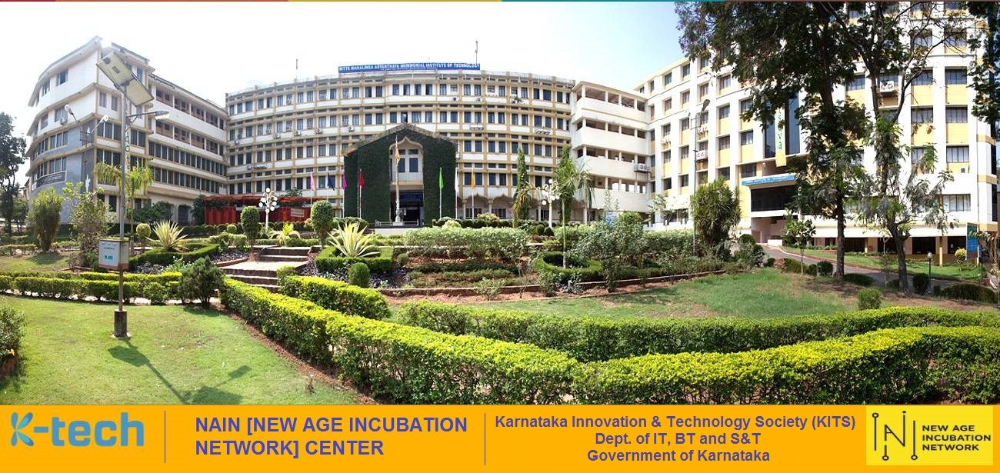 NITTE MAHALINGA ADYANTHAYA MEMORIAL INSTITUTE OF TECHNOLOGY
K-tech
NAIN [NEW AGE INCUBATION
NETWORK] CENTER
Karnataka Innovation & Technology Society (KITS)
Dept. of IT, BT and S&T
Government of Karnataka
NEW AGE
INCUBATION
NETWORK